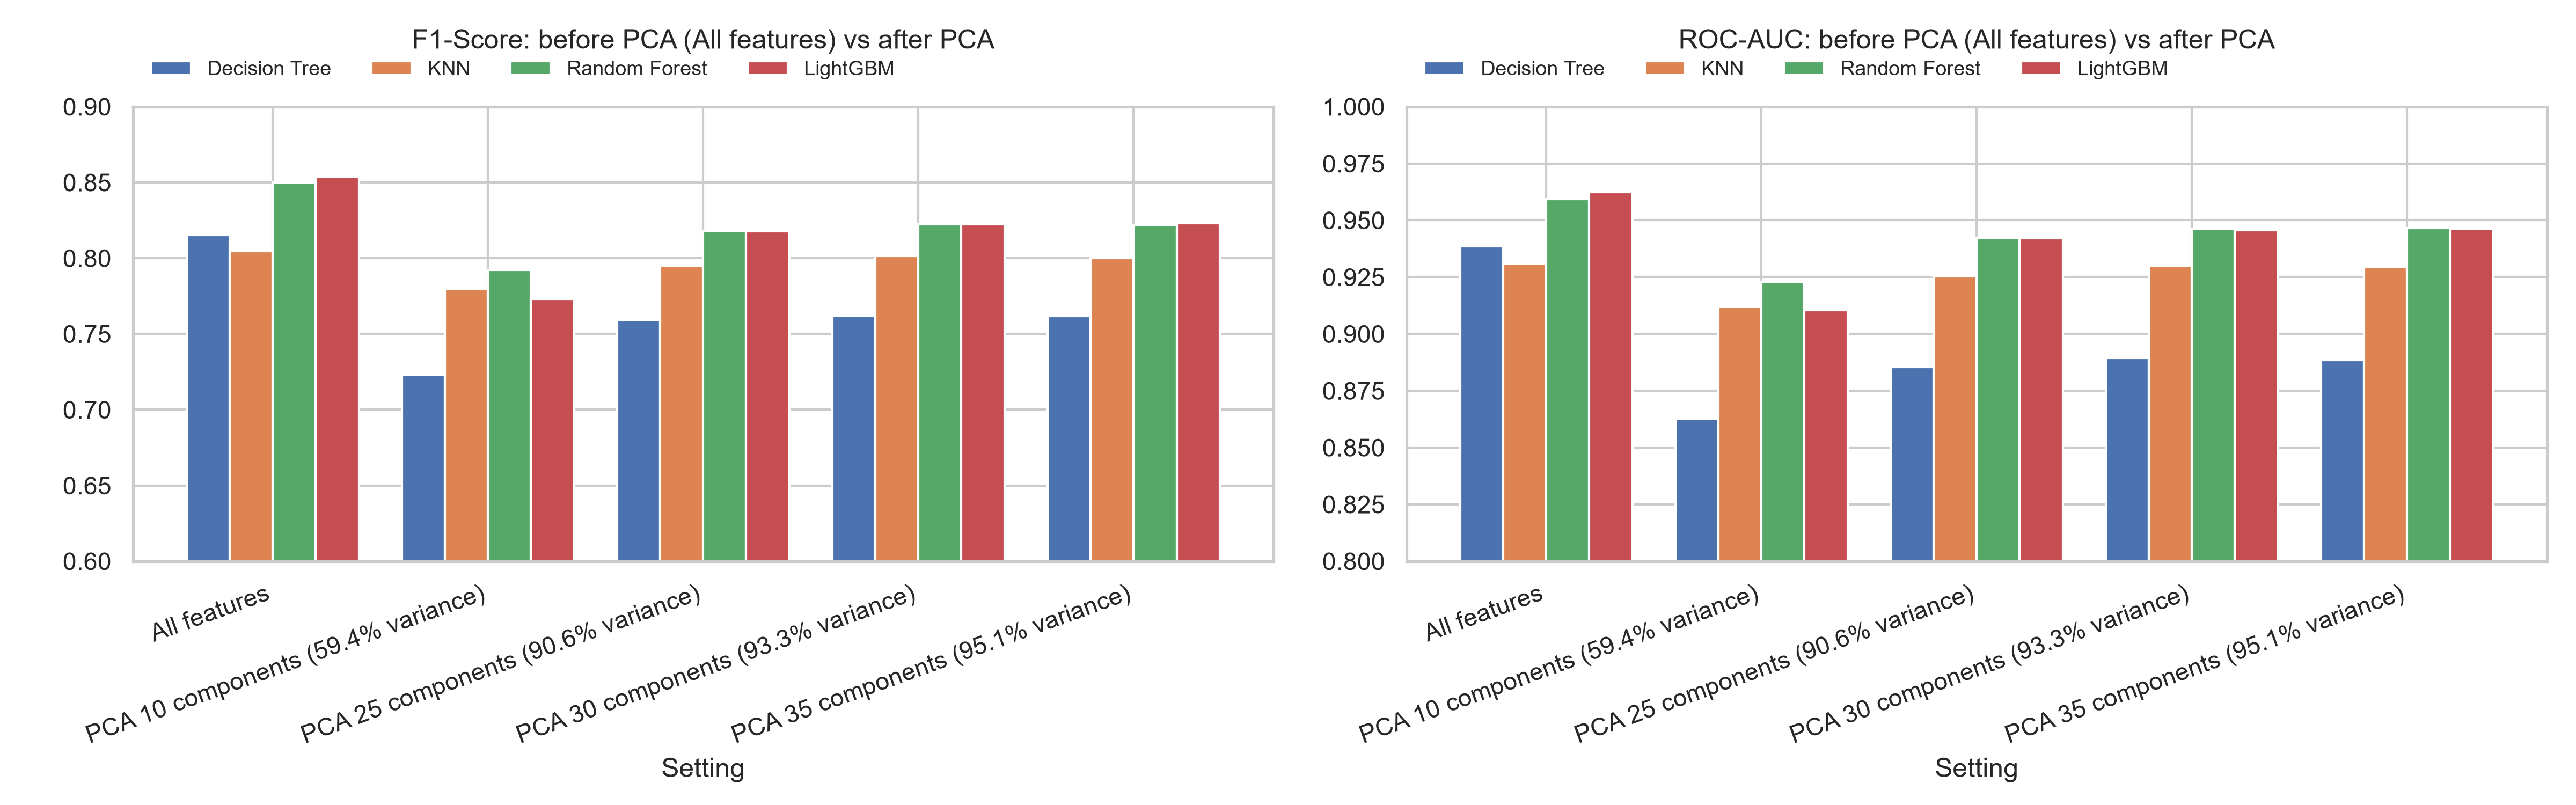 F1-Score: before PCA (All features) vs after PCA
Decision Tree KNN Random Forest LightGBM
0.90
0.85
0.80
0.75
0.70
0.65
0.60
All features
PCA 10 components (59.4% variance)
PCA 25 components (90.6% variance)
PCA 30 components (93.3% variance)
PCA 35 components (95.1% variance)
Setting
ROC-AUC: before PCA (All features) vs after PCA
Decision Tree KNN Random Forest LightGBM
1.000
0.975
0.950
0.925
0.900
0.875
0.850
0.825
0.800
All features
PCA 10 components (59.4% variance)
PCA 25 components (90.6% variance)
PCA 30 components (93.3% variance)
PCA 35 components (95.1% variance)
Setting